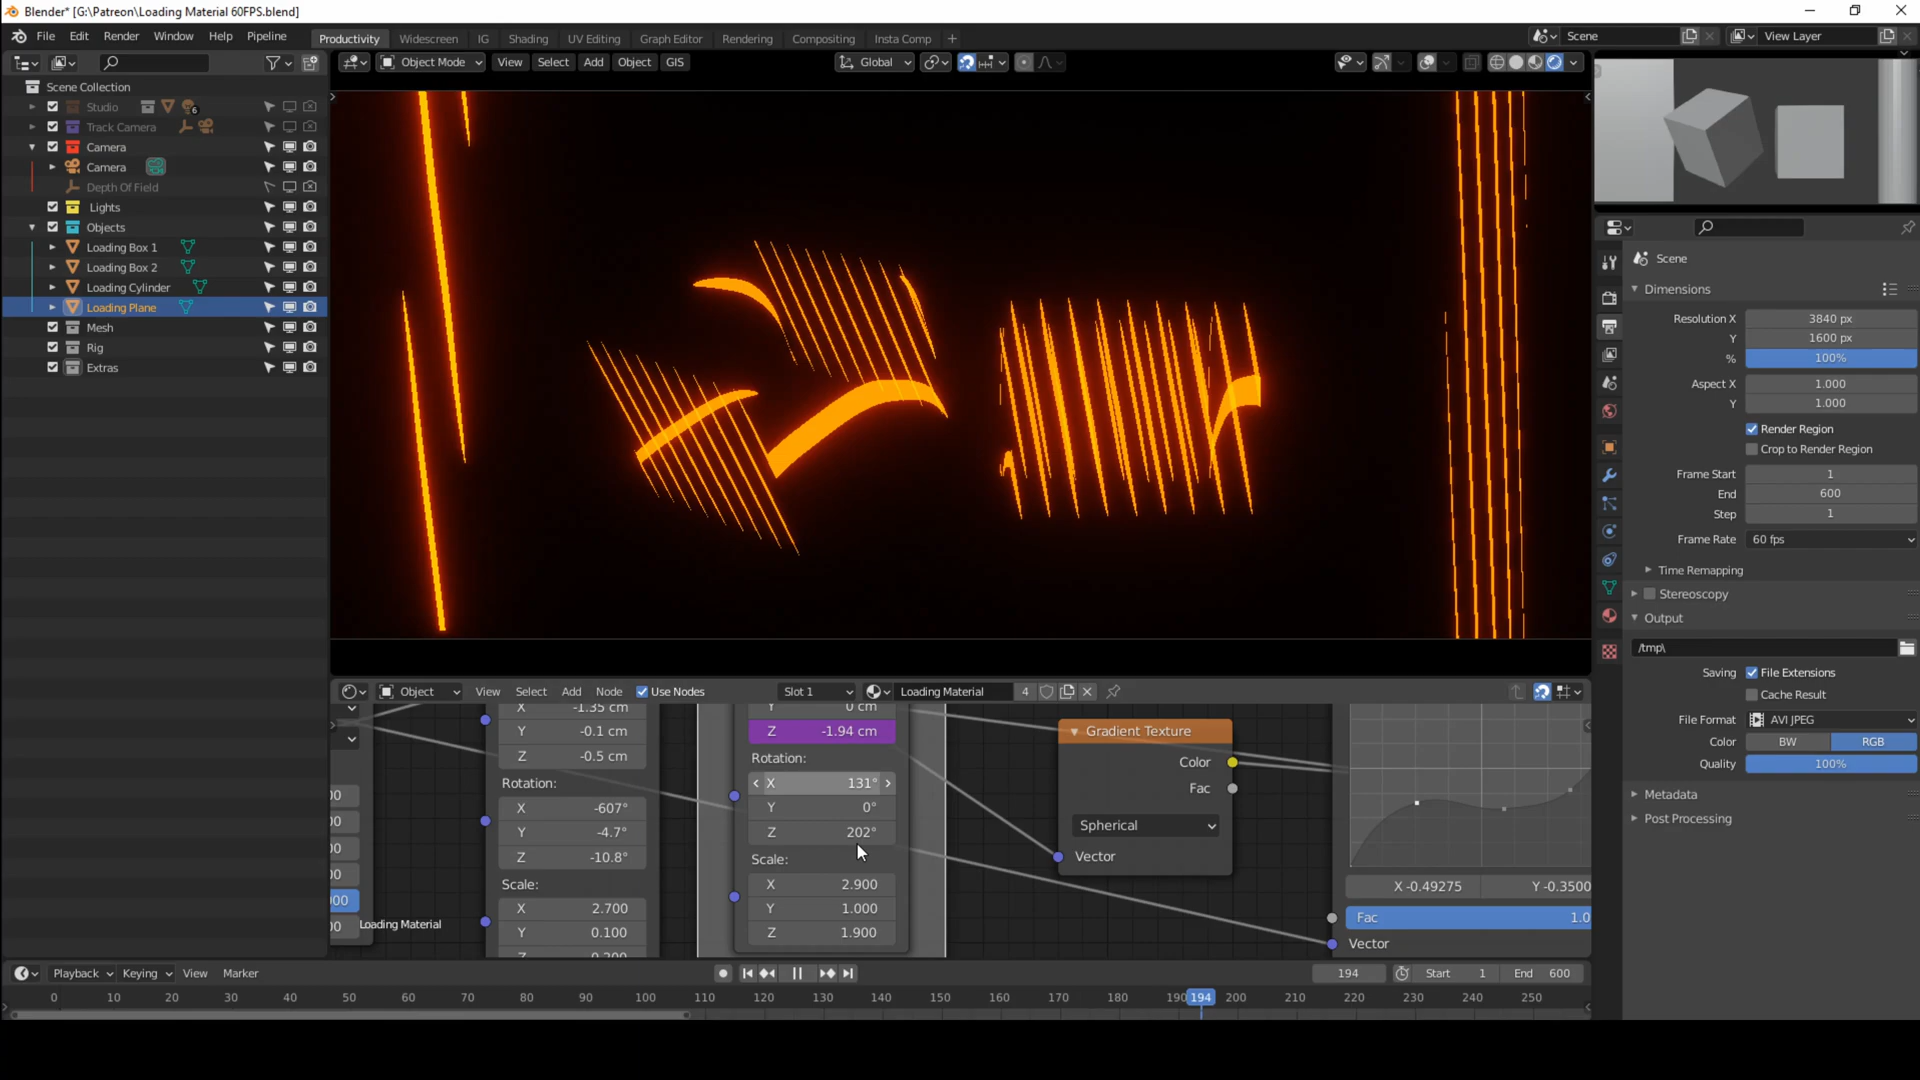 Blender* [G:\Patreon\Loading Material 60FPS.blend]
File Edit Render Window Help Pipeline
Productivity Widescreen IG Shading UV Editing Graph Editor Rendering Compositing Insta Comp +
Scene
View Layer
Object Mode View Select Add Object GIS
Global
Scene Collection
Studio 6
Track Camera
Camera
Camera
Depth Of Field
Lights
Objects
Loading Box 1
Loading Box 2
Loading Cylinder
Loading Plane
Mesh
Rig
Extras
Scene
Dimensions
Resolution X 3840 px
Y 1600 px
% 100%
Aspect X 1.000
Y 1.000
Render Region
Crop to Render Region
Frame Start 1
End 600
Step 1
Frame Rate 60 fps
Time Remapping
Stereoscopy
Output
/tmp\
Saving File Extensions
Cache Result
File Format AVI JPEG
Color BW RGB
Quality 100%
Metadata
Post Processing
Object View Select Add Node Use Nodes Slot 1 Loading Material 4
X -1.35 cm
Y -0.1 cm
Z -0.5 cm
Rotation:
X -607°
Y -4.7°
Z -10.8°
Scale:
X 2.700
Y 0.100
Y 0 cm
Z -1.94 cm
Rotation:
X 131°
Y 0°
Z 202°
Scale:
X 2.900
Y 1.000
Z 1.900
Gradient Texture
Color
Fac
Spherical
Vector
X -0.49275 Y -0.3500
Fac 1.0
Vector
Loading Material
Playback Keying View Marker
194 Start 1 End 600
0 10 20 30 40 50 60 70 80 90 100 110 120 130 140 150 160 170 180 190 194 200 210 220 230 240 250